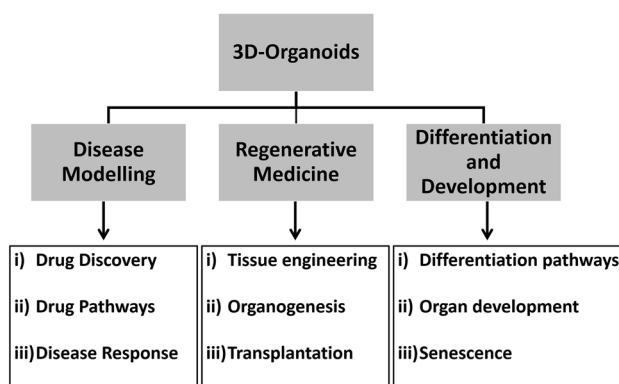 3D-Organoids
Disease
Modelling
Regenerative
Medicine
Differentiation
and
Development
i) Drug Discovery
ii) Drug Pathways
iii)Disease Response
i) Tissue engineering
ii) Organogenesis
iii)Transplantation
i) Differentiation pathways
ii) Organ development
iii)Senescence